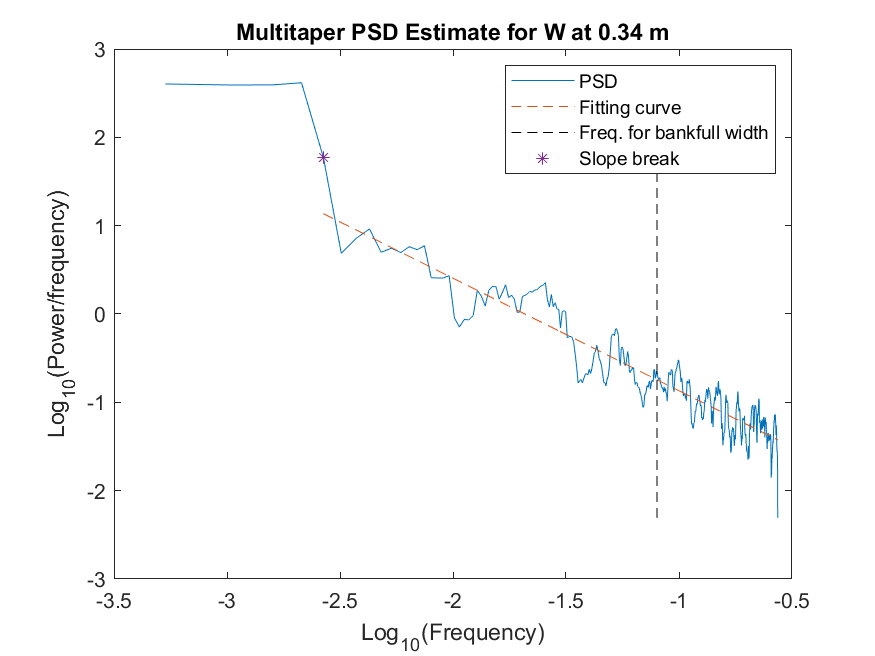 Multitaper PSD Estimate for W at 0.34 m
PSD
Fitting curve
Freq. for bankfull width
Slope break
3
2
1
0
-1
-2
-3
Log10(Power/frequency)
-3.5 -3 -2.5 -2 -1.5 -1 -0.5
Log10(Frequency)